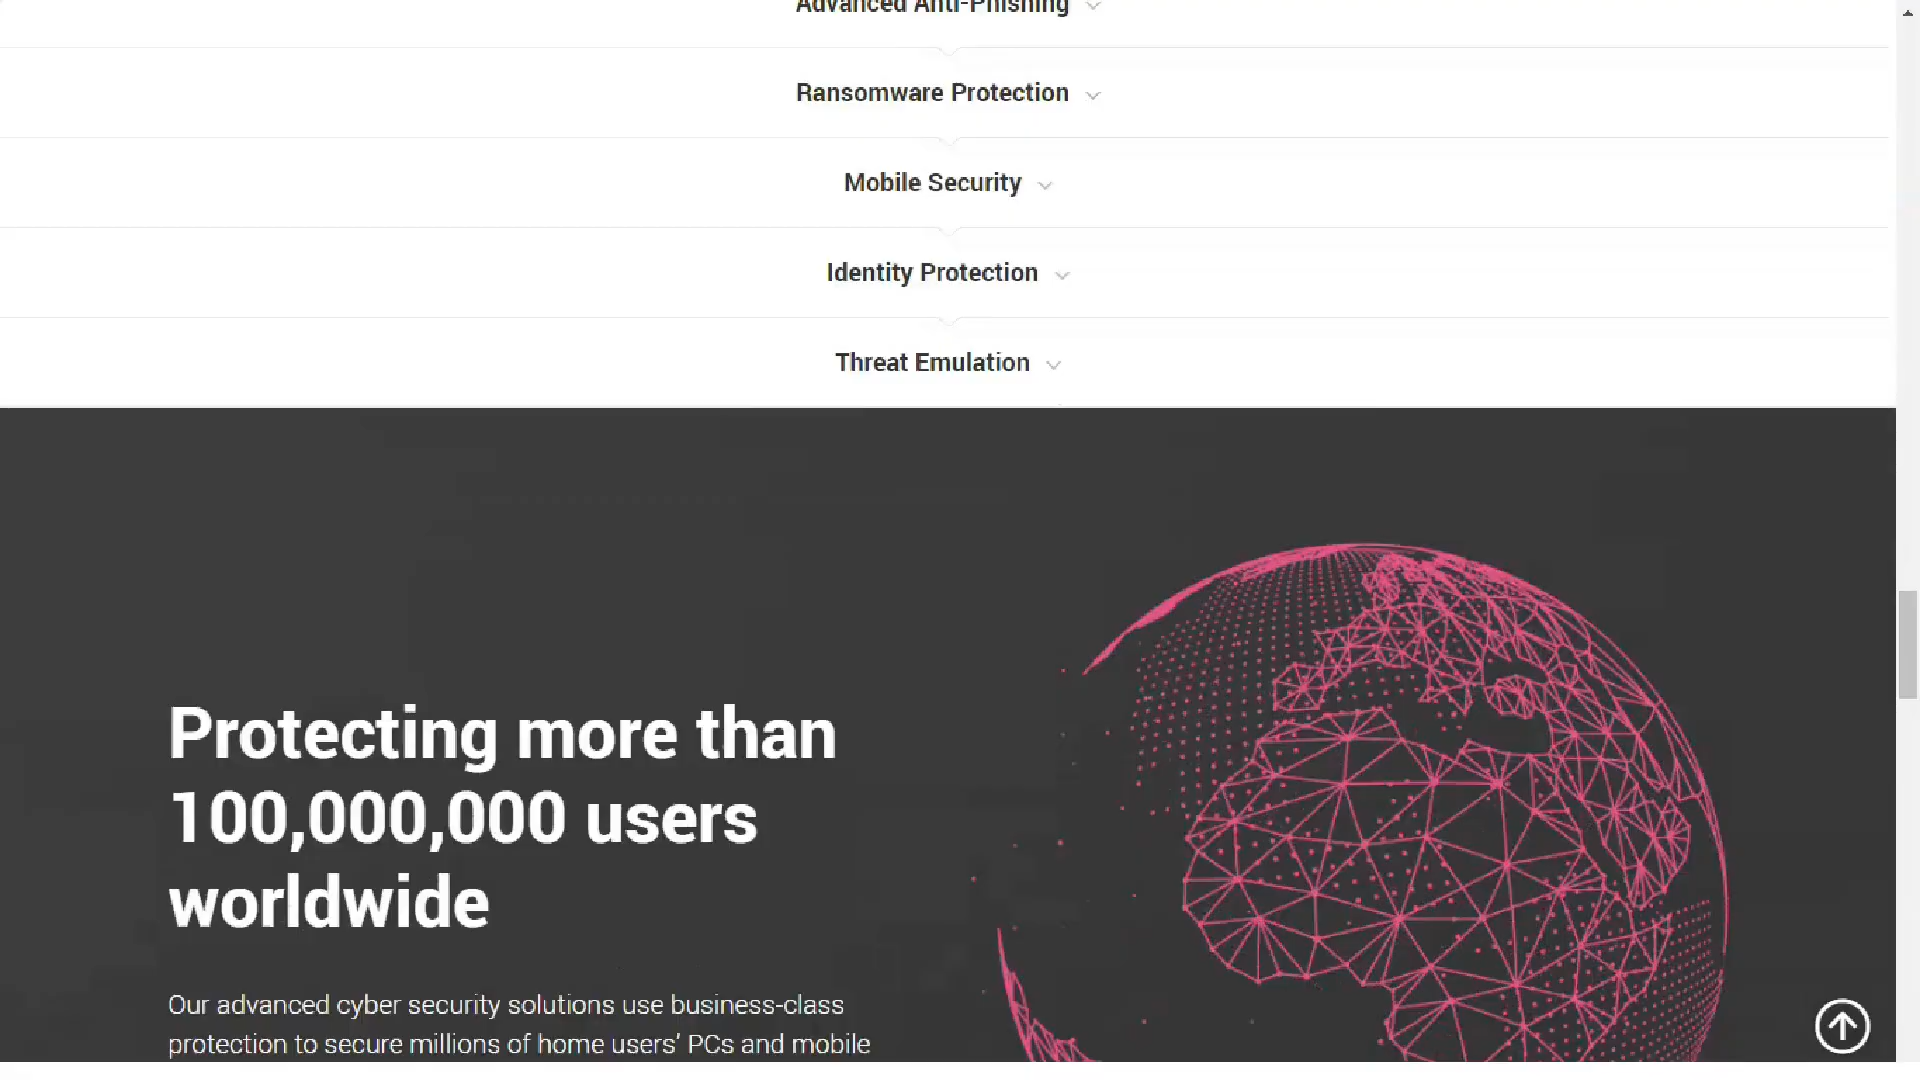 Advanced Anti-Phishing
Ransomware Protection
Mobile Security
Identity Protection
Threat Emulation
Protecting more than
100,000,000 users
worldwide
Our advanced cyber security solutions use business-class
protection to secure millions of home users’ PCs and mobile